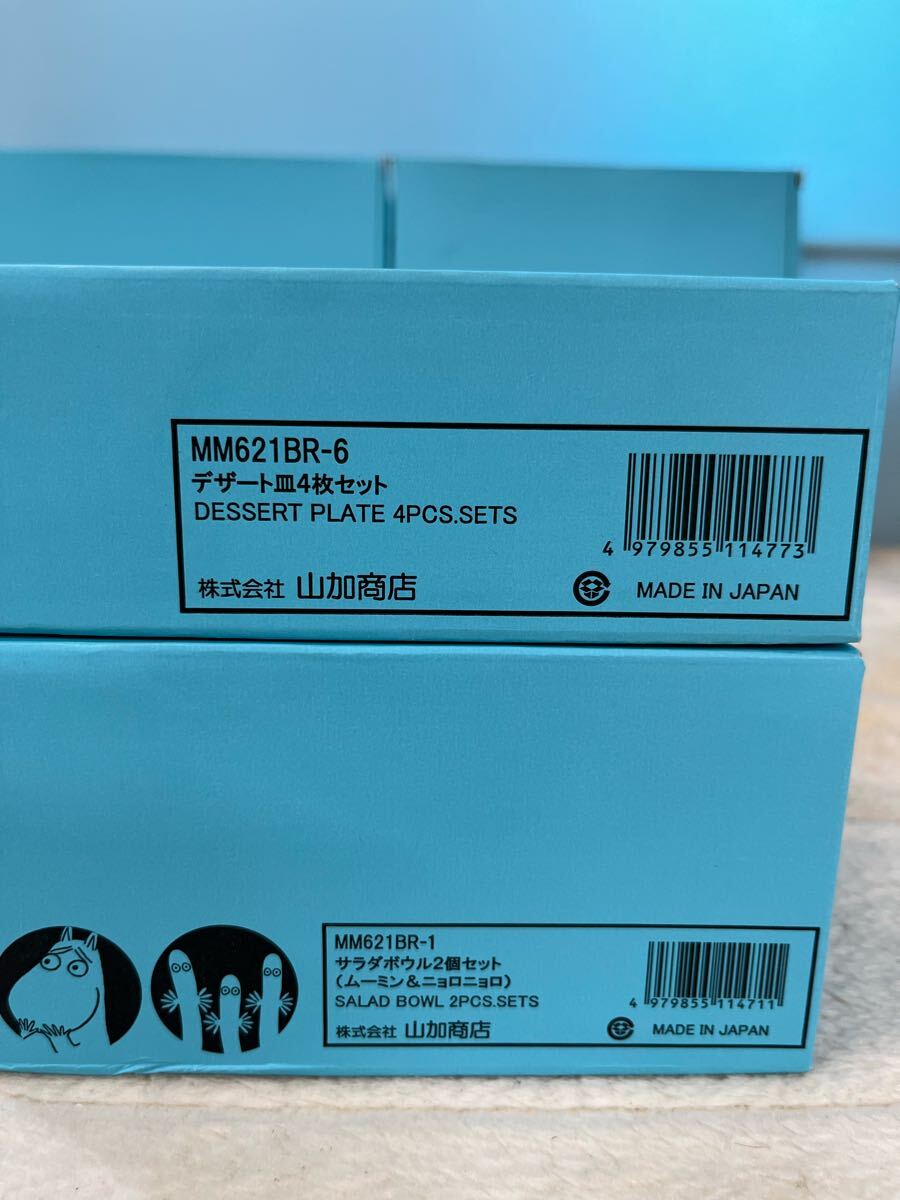 MM621BR-6
デザート皿4枚セット
DESSERT PLATE 4PCS.SETS
4 979855 114773
株式会社 山加商店
MADE IN JAPAN
MM621BR-1
サラダボウル2個セット
(ムーミン&ニョロニョロ)
SALAD BOWL 2PCS.SETS
4 979855 114711
株式会社 山加商店
MADE IN JAPAN